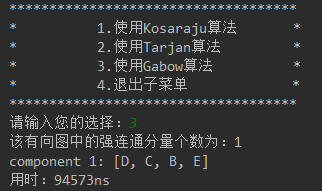 ************************************
*        1.使用Kosaraju算法       *
*        2.使用Tarjan算法         *
*        3.使用Gabow算法          *
*        4.退出子菜单             *
************************************
请输入您的选择：3
该有向图中的强连通分量个数为：1
component 1: [D, C, B, E]
用时：94573ns